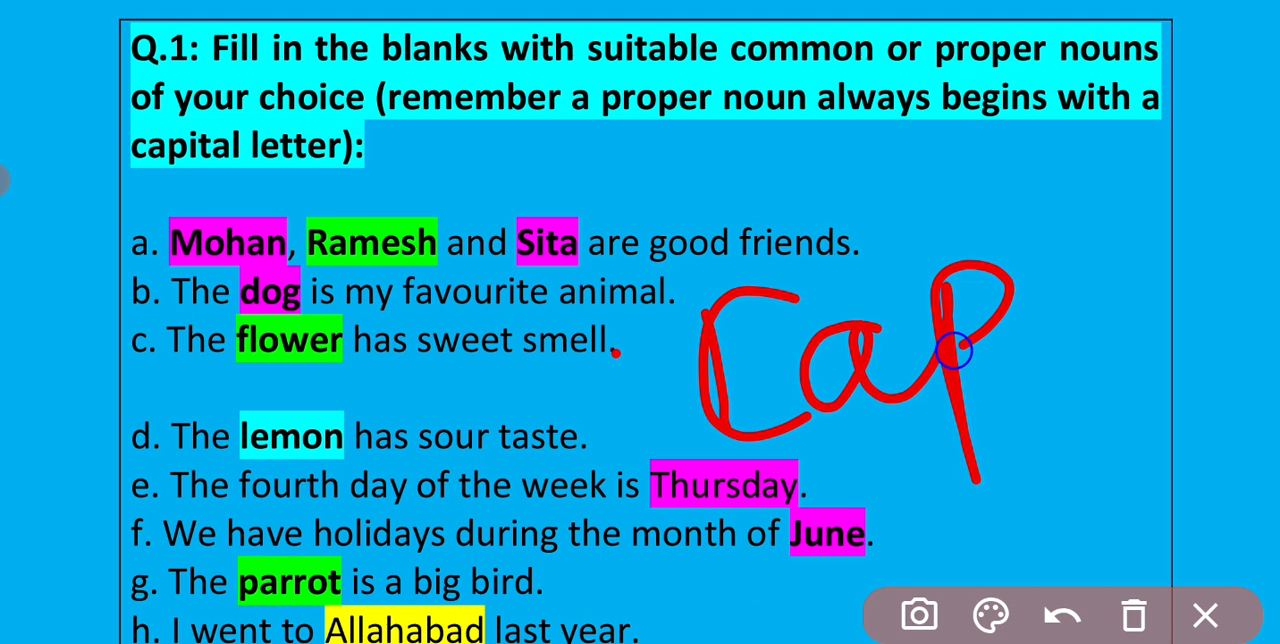 Q.1: Fill in the blanks with suitable common or proper nouns
of your choice (remember a proper noun always begins with a
capital letter):
a. Mohan, Ramesh and Sita are good friends.
b. The dog is my favourite animal.
c. The flower has sweet smell.
Cap
d. The lemon has sour taste.
e. The fourth day of the week is Thursday.
f. We have holidays during the month of June.
g. The parrot is a big bird.
h. I went to Allahabad last year.